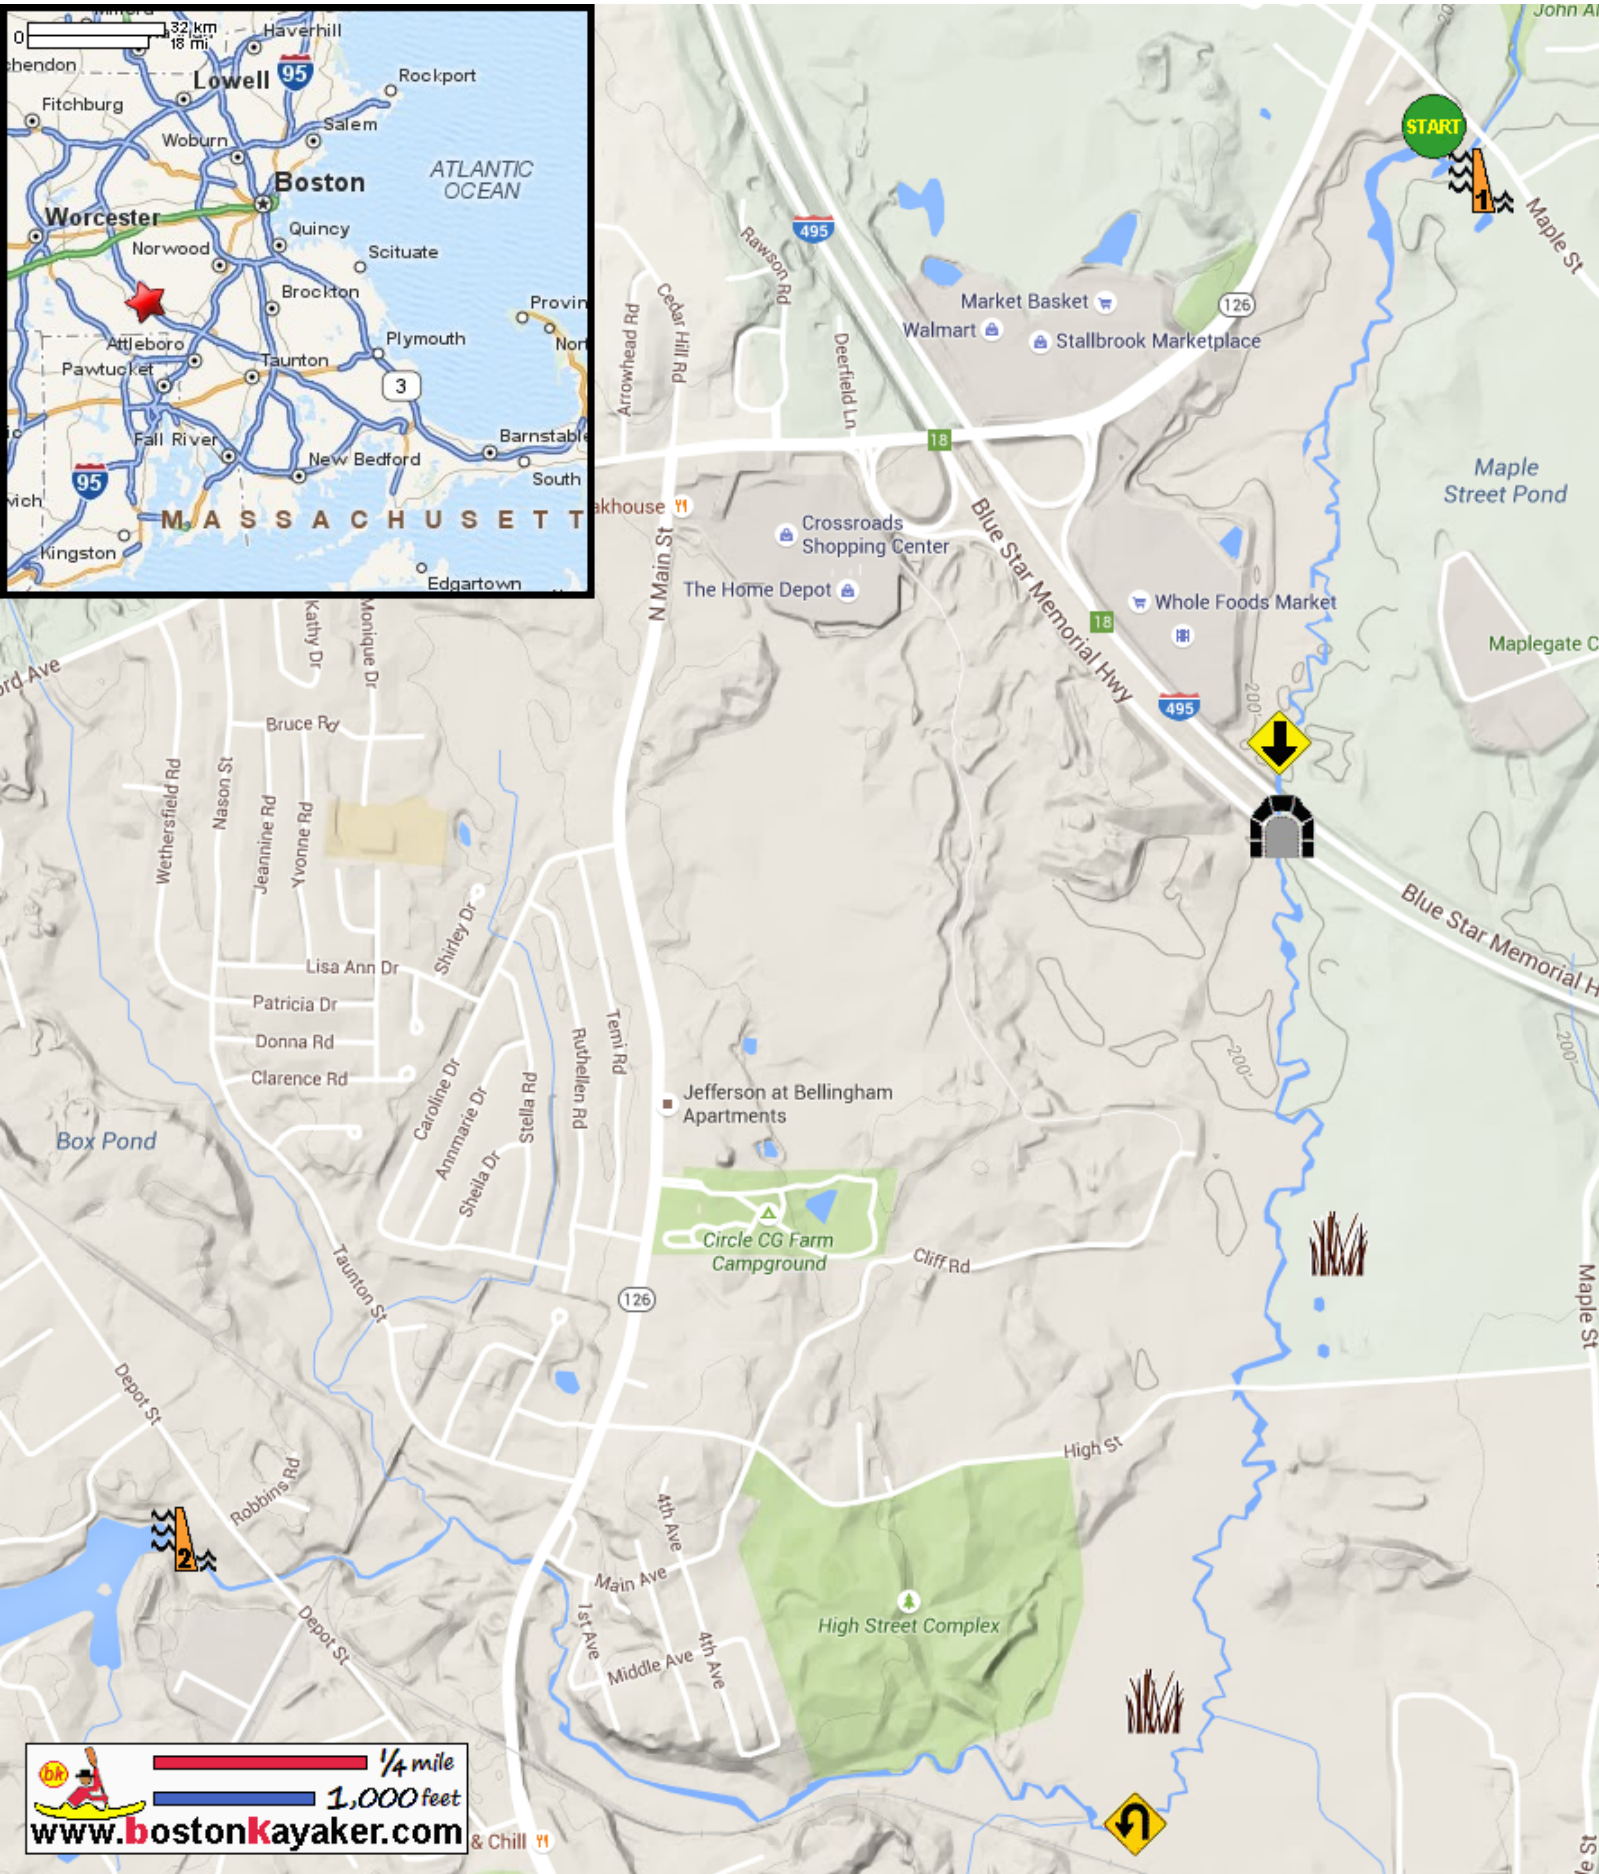 0
32 km
18 mi
Haverhill
Lowell
95
Rockport
Fitchburg
Salem
Woburn
ATLANTIC
OCEAN
Boston
Worcester
Quincy
Norwood
Scituate
Brockton
Attleboro
Plymouth
Pawtucket
Taunton
3
Fall River
Barnstable
New Bedford
95
South
MASSACHUSETT
Kingston
Edgartown
START
1
Maple St
495
Rawson Rd
Cedar Hill Rd
Arrowhead Rd
Deerfield Ln
Market Basket
Walmart
Stallbrook Marketplace
126
18
Maple
Street Pond
Crossroads
Shopping Center
The Home Depot
N Main St
Blue Star Memorial Hwy
Whole Foods Market
18
495
200'
Kathy Dr
Monique Dr
Bruce Rd
Wethersfield Rd
Nason St
Jeannine Rd
Yvonne Rd
Shirley Dr
Lisa Ann Dr
Patricia Dr
Donna Rd
Clarence Rd
Blue Star Memorial H
200'
200'
Caroline Dr
Annmarie Dr
Stella Rd
Sheila Dr
Ruthellen Rd
Temi Rd
Jefferson at Bellingham
Apartments
Box Pond
Circle CG Farm
Campground
Cliff Rd
Taunton St
126
Maple St
Depot St
Robbins Rd
High St
2
4th Ave
Main Ave
1st Ave
Middle Ave
4th Ave
High Street Complex
Depot St
bk
1/4 mile
1,000 feet
www.bostonkayaker.com
& Chill